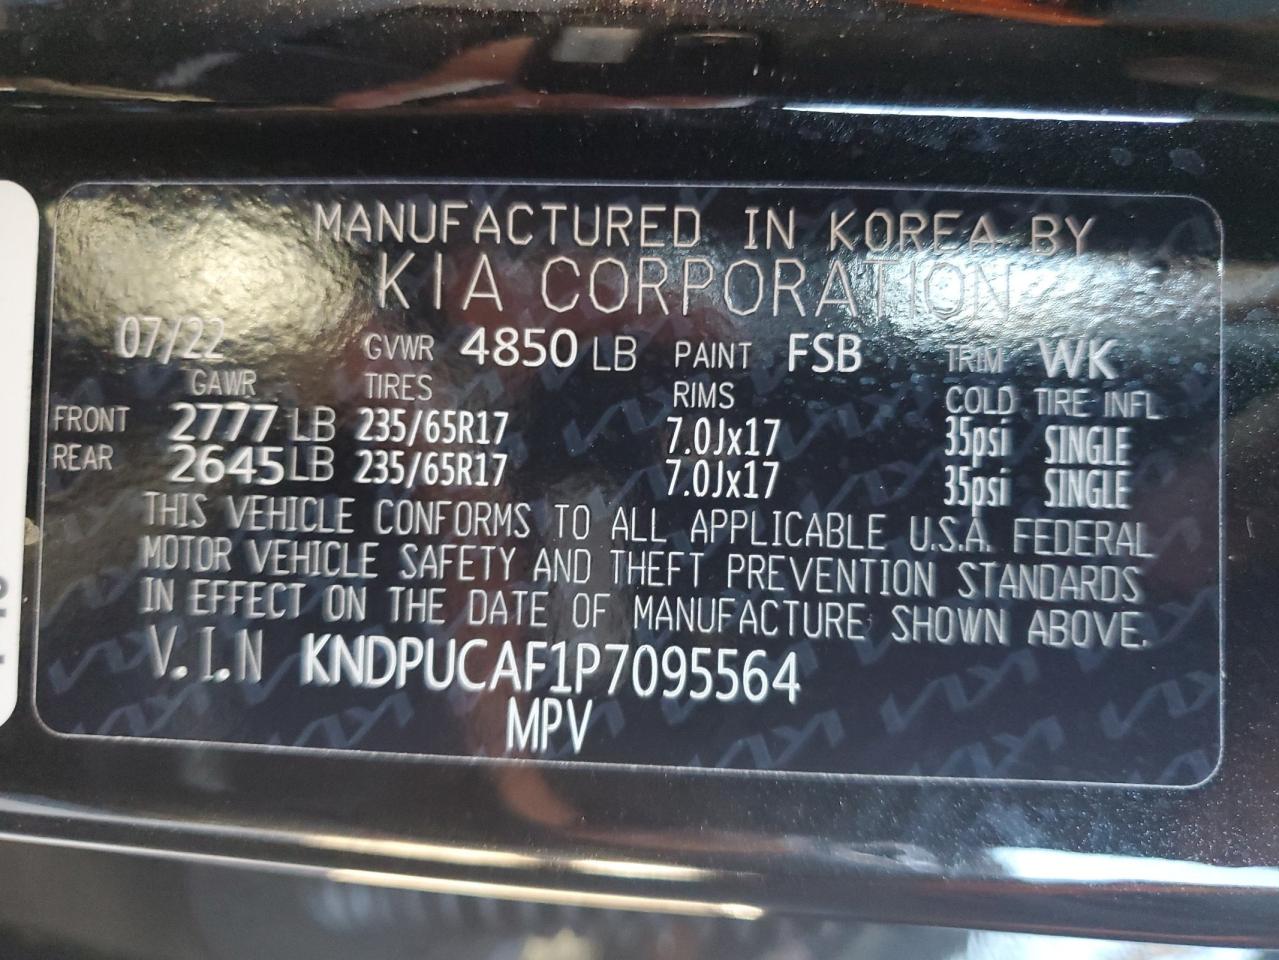 MANUFACTURED IN KOREA BY
KIA CORPORATION
07/22 GVWR 4850 LB PAINT FSB TRIM WK
GAWR TIRES RIMS COLD TIRE INFL
FRONT 2777 LB 235/65R17 7.0Jx17 35psi SINGLE
REAR 2645 LB 235/65R17 7.0Jx17 35psi SINGLE
THIS VEHICLE CONFORMS TO ALL APPLICABLE U.S.A. FEDERAL
MOTOR VEHICLE SAFETY AND THEFT PREVENTION STANDARDS
IN EFFECT ON THE DATE OF MANUFACTURE SHOWN ABOVE.
V.I.N KNDPUCAF1P7095564
MPV